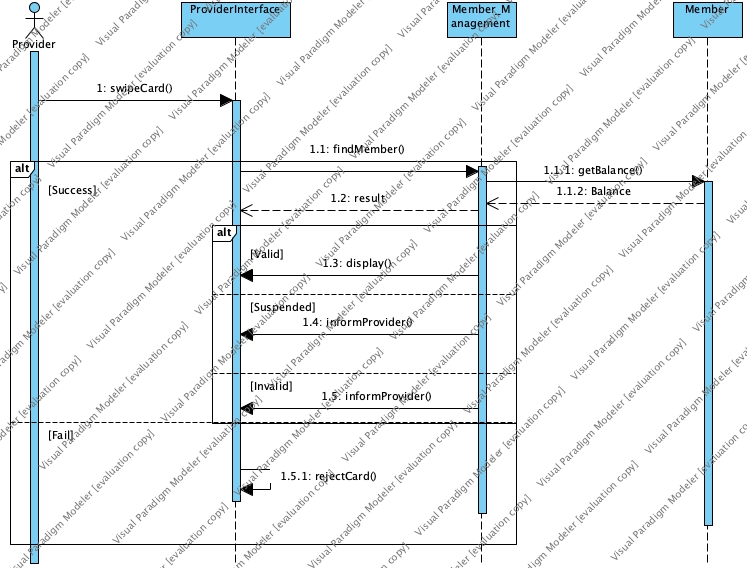 Provider
ProviderInterface
Member_M
anagement
Member
1: swipeCard()
1.1: findMember()
alt
1.1.1: getBalance()
[Success]
1.2: result
1.1.2: Balance
alt
[Valid]
1.3: display()
[Suspended]
1.4: informProvider()
[Invalid]
1.5: informProvider()
[Fail]
1.5.1: rejectCard()
Visual Paradigm Modeler [evaluation copy]